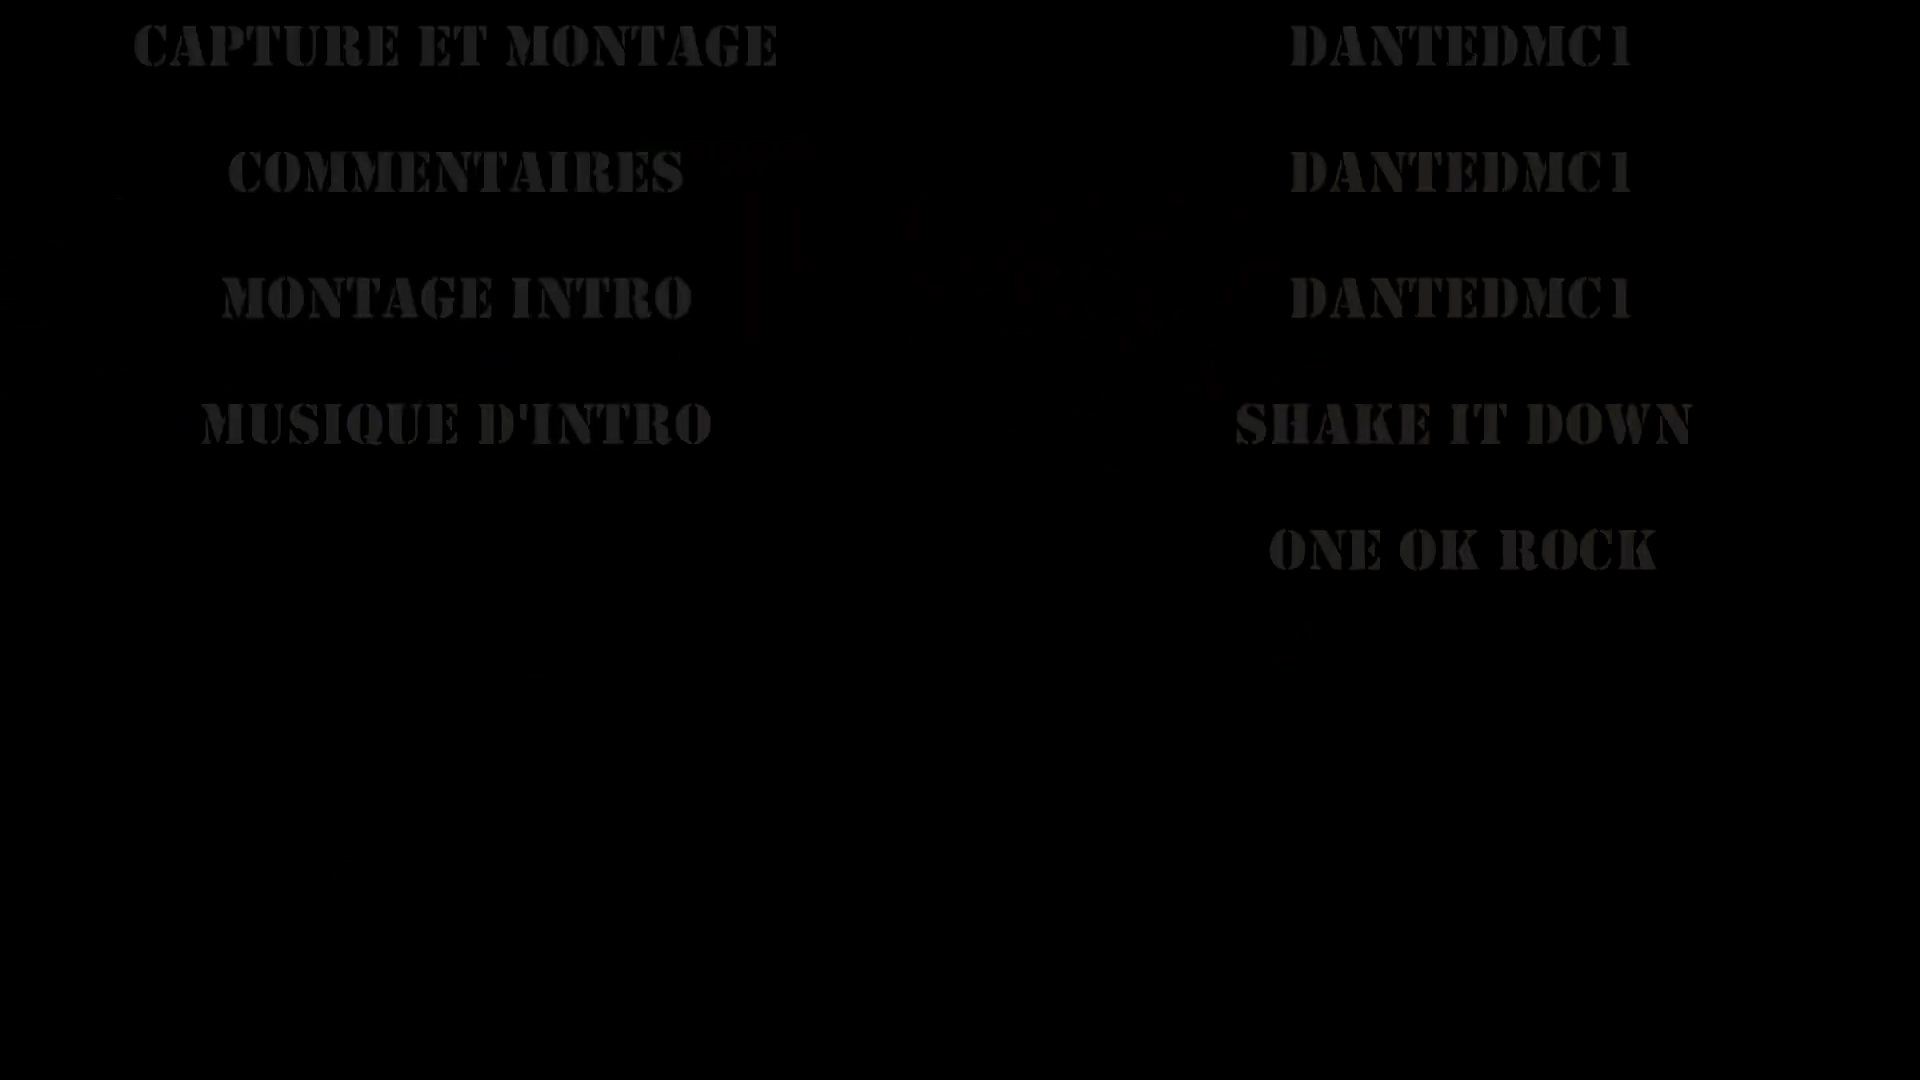 CAPTURE ET MONTAGE DANTEDMC1
COMMENTAIRES DANTEDMC1
MONTAGE INTRO DANTEDMC1
MUSIQUE D'INTRO SHAKE IT DOWN
ONE OK ROCK